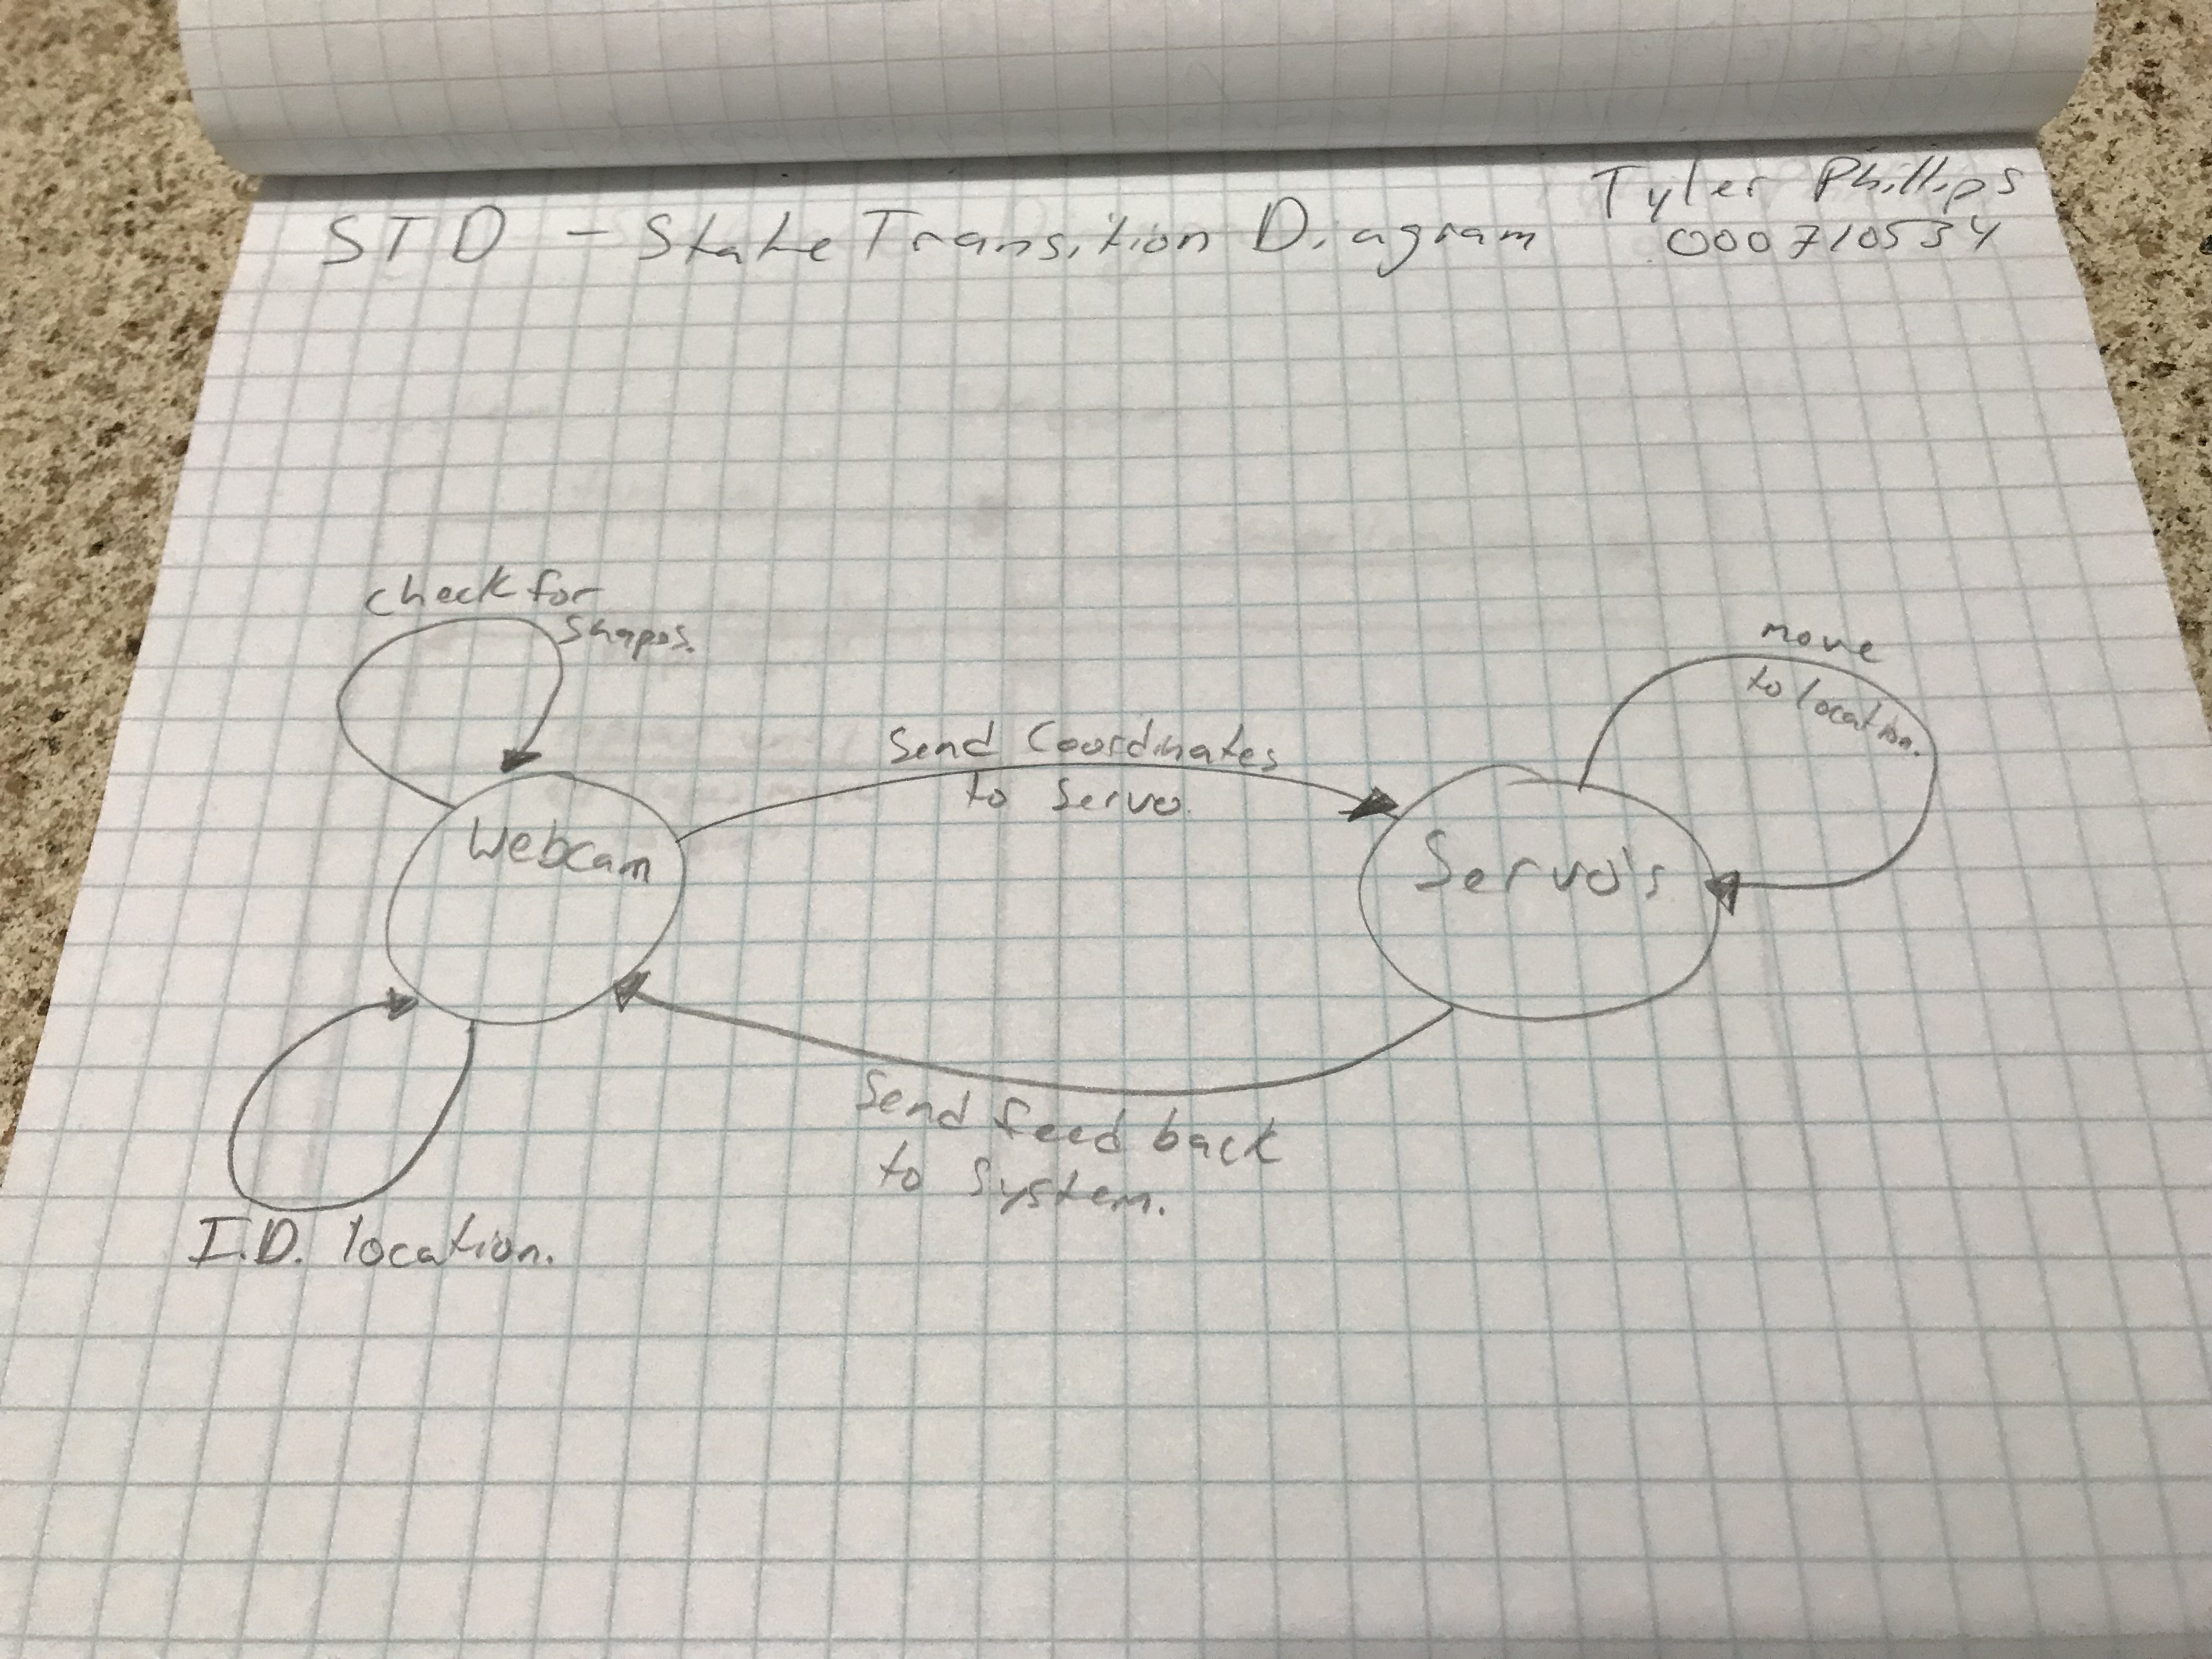 STD - State Transition Diagram
Tyler Phillips
000710534
Check for
Shapes.
Webcam
I.D. location.
Send Coordinates
to Servo.
Send feed back
to System.
Servo's
move
to location.